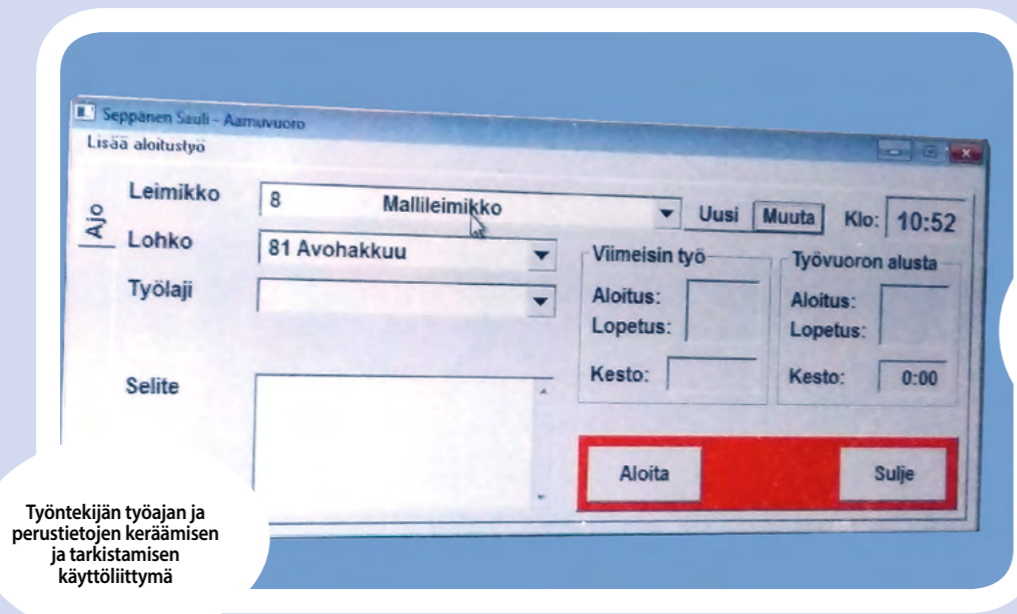 Seppänen Sauli - Aamuvuoro
Lisää aloitustyö
Ajo
Leimikko
8 Mallileimikko
Uusi
Muuta
Klo: 10:52
Lohko
81 Avohakkuu
Työlaji
Viimeisin työ
Aloitus:
Lopetus:
Kesto:
Työvuoron alusta
Aloitus:
Lopetus:
Kesto: 0:00
Selite
Aloita
Sulje
Työntekijän työajan ja
perustietojen keräämisen
ja tarkistamisen
käyttöliittymä